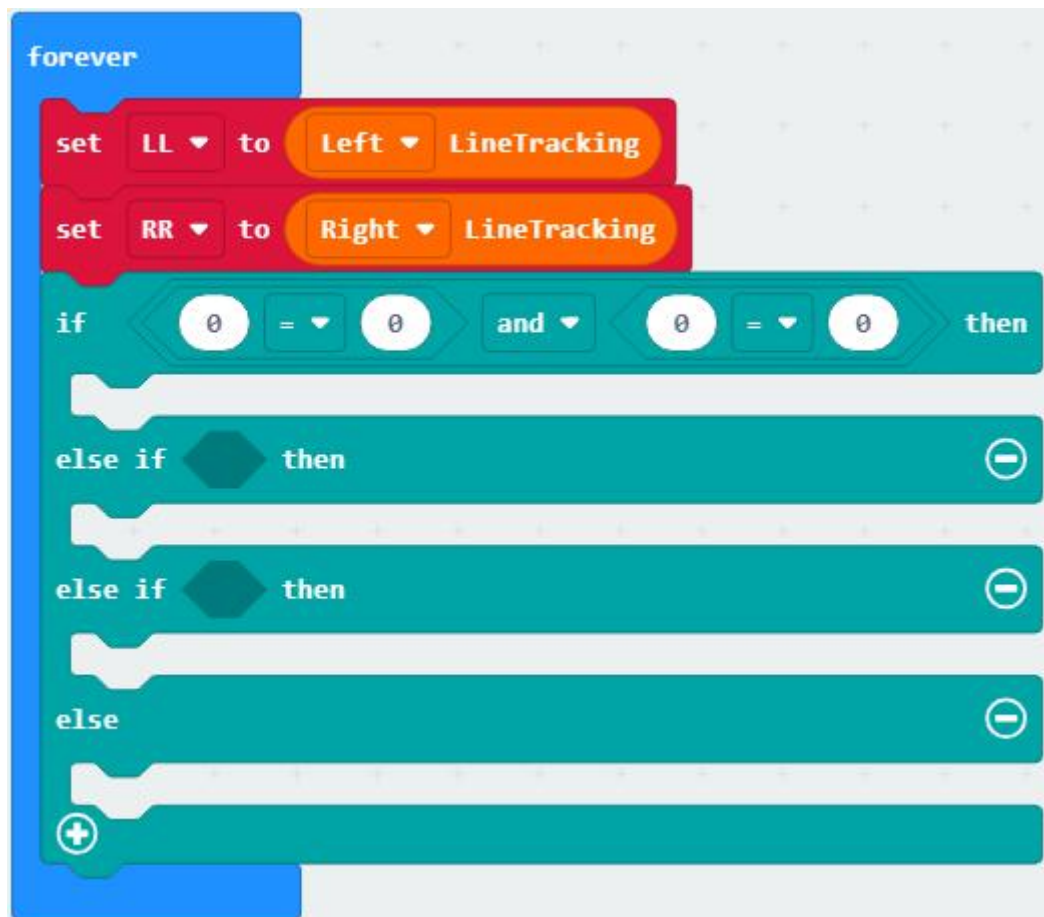 forever
set LL to Left LineTracking
set RR to Right LineTracking
if 0 = 0 and 0 = 0 then
else if then
else if then
else